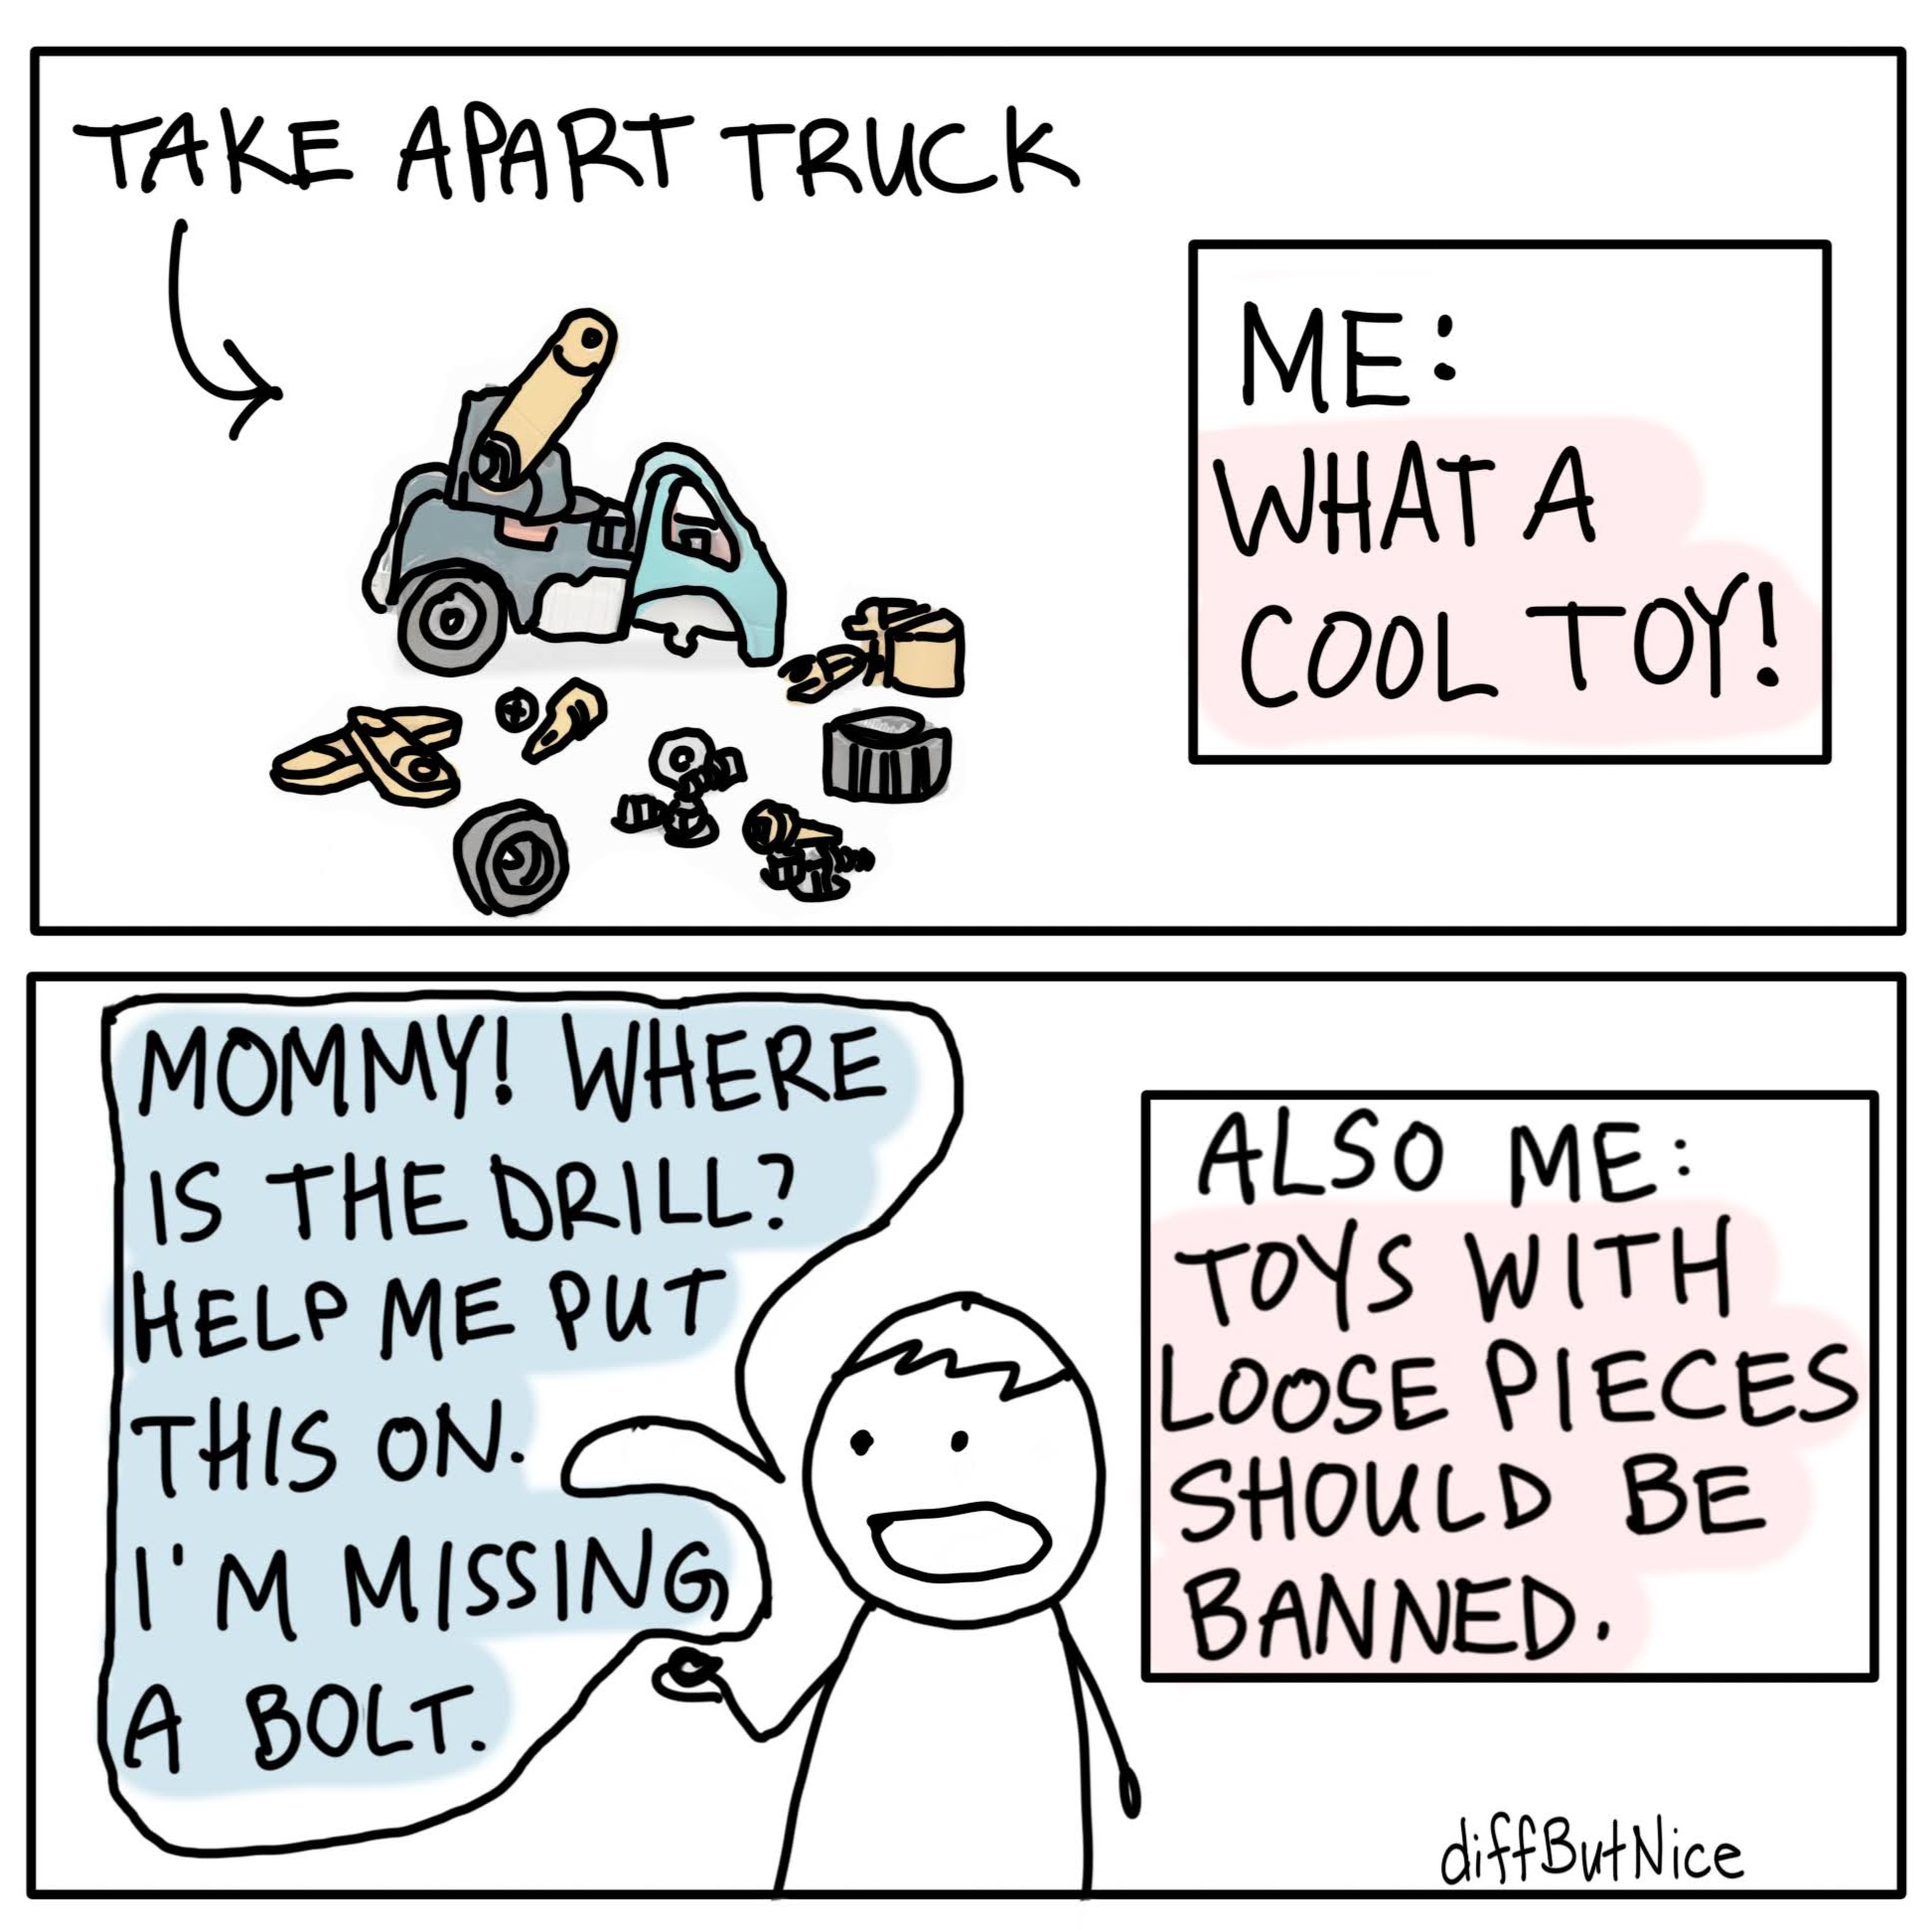 TAKE APART TRUCK
ME:
WHAT A
COOL TOY!
MOMMY! WHERE
IS THE DRILL?
HELP ME PUT
THIS ON.
I'M MISSING
A BOLT.
ALSO ME:
TOYS WITH
LOOSE PIECES
SHOULD BE
BANNED.
diffButNice